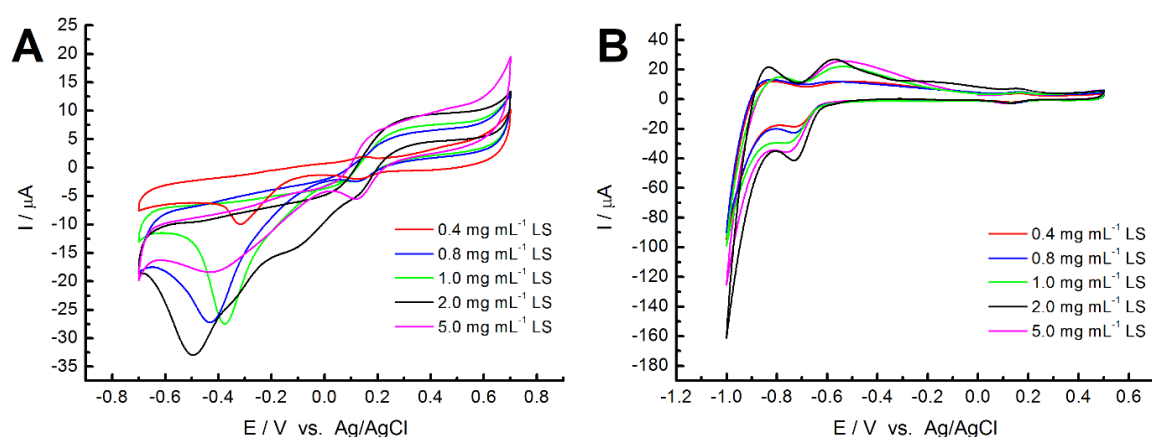 A
25
20
15
10
5
0
-5
-10
-15
-20
-25
-30
-35
I / µA
-0.8 -0.6 -0.4 -0.2 0.0 0.2 0.4 0.6 0.8
E / V vs. Ag/AgCl
0.4 mg mL⁻¹ LS
0.8 mg mL⁻¹ LS
1.0 mg mL⁻¹ LS
2.0 mg mL⁻¹ LS
5.0 mg mL⁻¹ LS
B
40
20
0
-20
-40
-60
-80
-100
-120
-140
-160
-180
I / µA
-1.2 -1.0 -0.8 -0.6 -0.4 -0.2 0.0 0.2 0.4 0.6
E / V vs. Ag/AgCl
0.4 mg mL⁻¹ LS
0.8 mg mL⁻¹ LS
1.0 mg mL⁻¹ LS
2.0 mg mL⁻¹ LS
5.0 mg mL⁻¹ LS